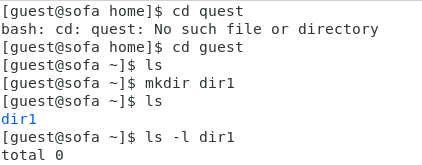 [guest@sofa home]$ cd quest
bash: cd: quest: No such file or directory
[guest@sofa home]$ cd guest
[guest@sofa ~]$ ls
[guest@sofa ~]$ mkdir dir1
[guest@sofa ~]$ ls
dir1
[guest@sofa ~]$ ls -l dir1
total 0